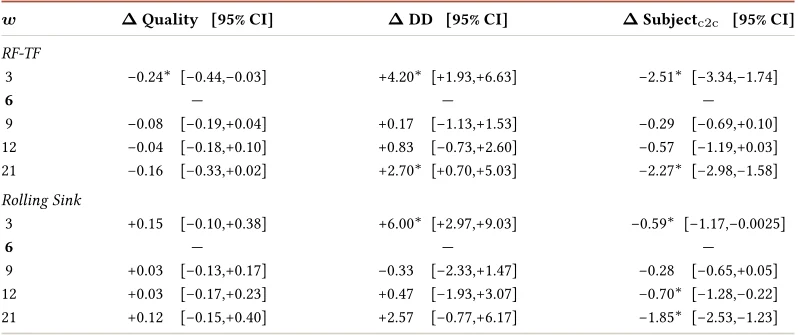 w Δ Quality [95% CI] Δ DD [95% CI] Δ Subjectc2c [95% CI]
RF-TF
3 −0.24* [−0.44,−0.03] +4.20* [+1.93,+6.63] −2.51* [−3.34,−1.74]
6 — — —
9 −0.08 [−0.19,+0.04] +0.17 [−1.13,+1.53] −0.29 [−0.69,+0.10]
12 −0.04 [−0.18,+0.10] +0.83 [−0.73,+2.60] −0.57 [−1.19,+0.03]
21 −0.16 [−0.33,+0.02] +2.70* [+0.70,+5.03] −2.27* [−2.98,−1.58]
Rolling Sink
3 +0.15 [−0.10,+0.38] +6.00* [+2.97,+9.03] −0.59* [−1.17,−0.0025]
6 — — —
9 +0.03 [−0.13,+0.17] −0.33 [−2.33,+1.47] −0.28 [−0.65,+0.05]
12 +0.03 [−0.17,+0.23] +0.47 [−1.93,+3.07] −0.70* [−1.28,−0.22]
21 +0.12 [−0.15,+0.40] +2.57 [−0.77,+6.17] −1.85* [−2.53,−1.23]